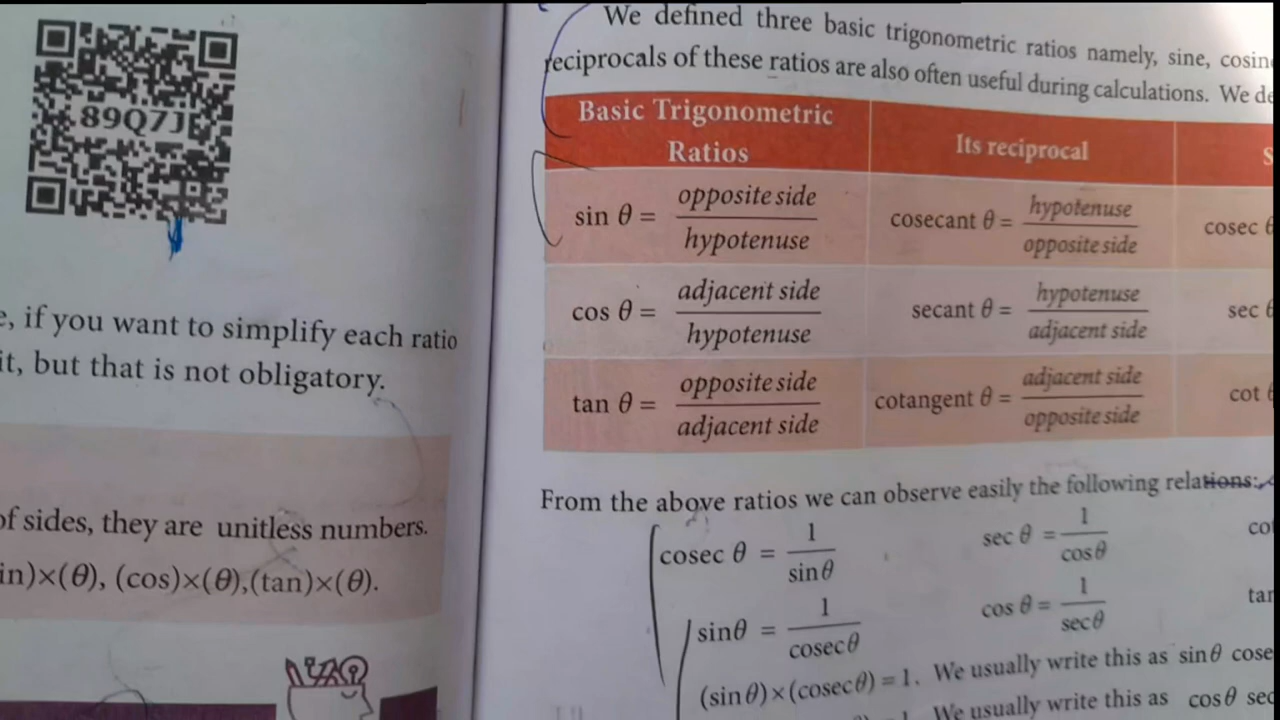 89Q7JE
if you want to simplify each ratio
it, but that is not obligatory.
of sides, they are unitless numbers.
in)×(θ), (cos)×(θ),(tan)×(θ).
We defined three basic trigonometric ratios namely, sine, cosin
reciprocals of these ratios are also often useful during calculations. We de
Basic Trigonometric Ratios | Its reciprocal | S
sin θ = opposite side / hypotenuse | cosecant θ = hypotenuse / opposite side | cosec θ
cos θ = adjacent side / hypotenuse | secant θ = hypotenuse / adjacent side | sec θ
tan θ = opposite side / adjacent side | cotangent θ = adjacent side / opposite side | cot θ
From the above ratios we can observe easily the following relations:
cosec θ = 1 / sinθ sec θ = 1 / cosθ cot
sinθ = 1 / cosecθ cos θ = 1 / secθ tan
(sinθ)×(cosecθ) = 1. We usually write this as sinθ cose
1. We usually write this as cosθ sec